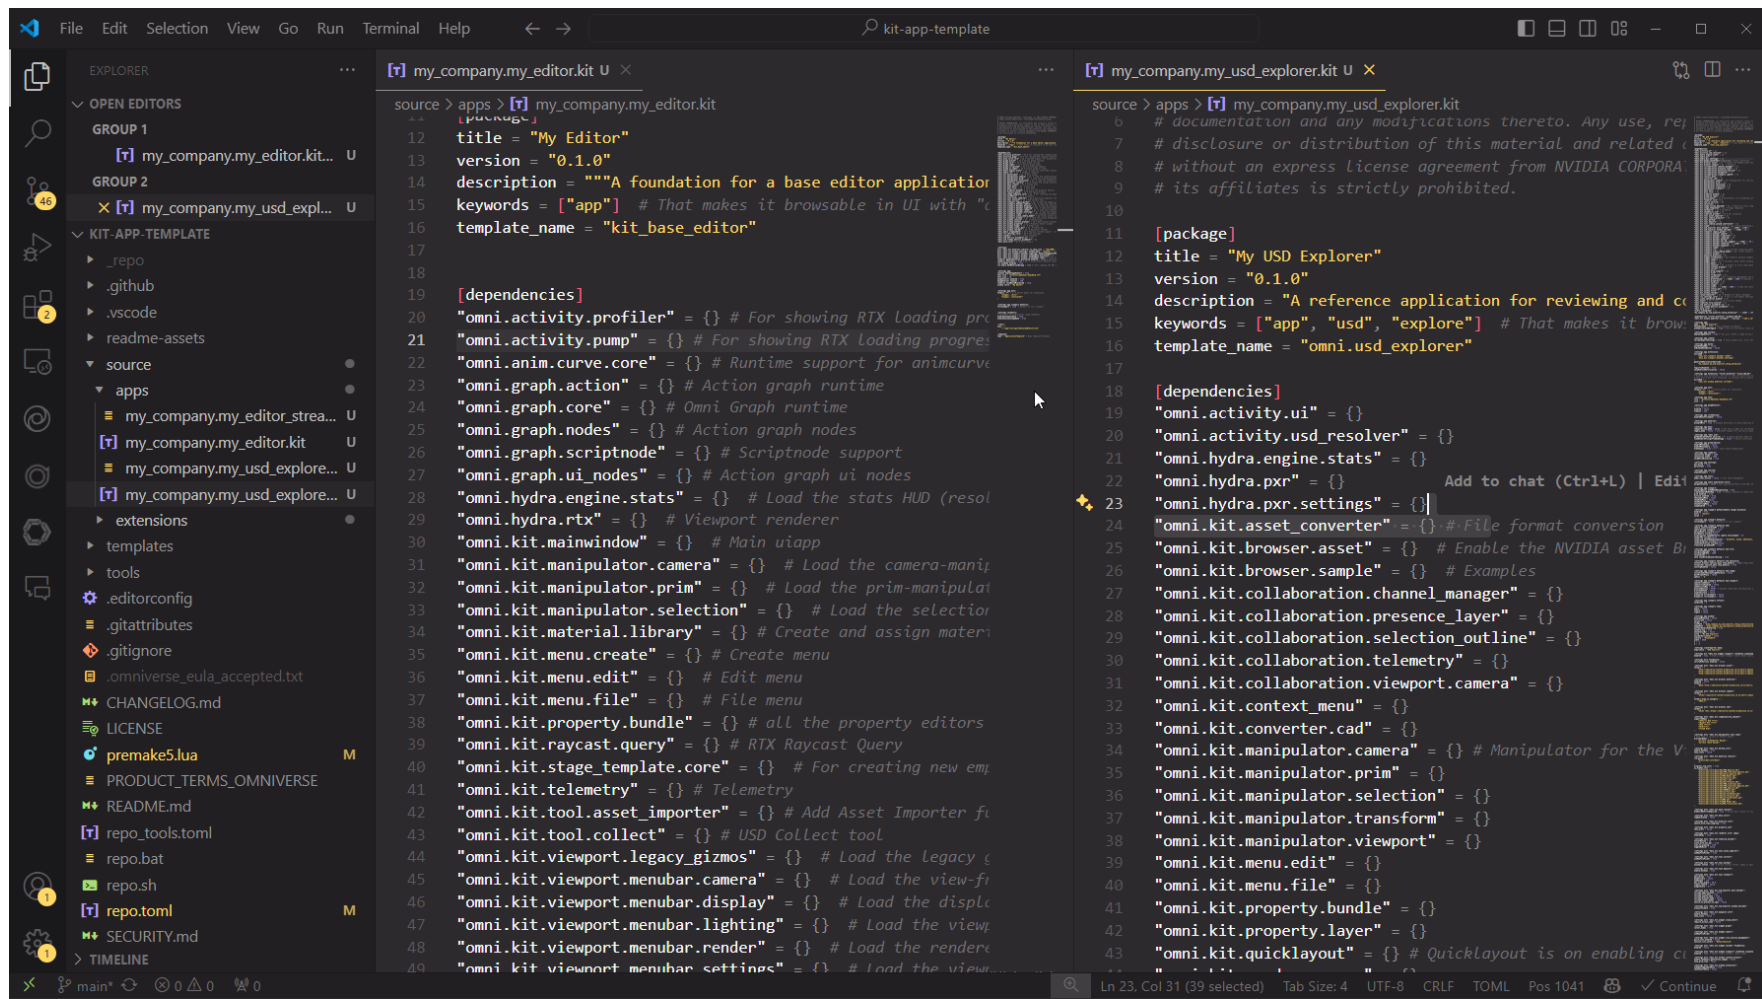 File Edit Selection View Go Run Terminal Help
kit-app-template
EXPLORER
OPEN EDITORS
GROUP 1
[T] my_company.my_editor.kit... U
GROUP 2
[T] my_company.my_usd_expl... U
KIT-APP-TEMPLATE
_repo
.github
.vscode
readme-assets
source
apps
my_company.my_editor_strea... U
[T] my_company.my_editor.kit U
my_company.my_usd_explore... U
[T] my_company.my_usd_explore... U
extensions
templates
tools
.editorconfig
.gitattributes
.gitignore
.omniverse_eula_accepted.txt
CHANGELOG.md
LICENSE
premake5.lua M
PRODUCT_TERMS_OMNIVERSE
README.md
[T] repo_tools.toml
repo.bat
repo.sh
[T] repo.toml M
SECURITY.md
TIMELINE
46
2
1
1
[T] my_company.my_editor.kit U
source > apps > [T] my_company.my_editor.kit
11 [package]
12 title = "My Editor"
13 version = "0.1.0"
14 description = """A foundation for a base editor application
15 keywords = ["app"] # That makes it browsable in UI with "
16 template_name = "kit_base_editor"
17
18
19 [dependencies]
20 "omni.activity.profiler" = {} # For showing RTX loading
21 "omni.activity.pump" = {} # For showing RTX loading progres
22 "omni.anim.curve.core" = {} # Runtime support for animcurve
23 "omni.graph.action" = {} # Action graph runtime
24 "omni.graph.core" = {} # Omni Graph runtime
25 "omni.graph.nodes" = {} # Action graph nodes
26 "omni.graph.scriptnode" = {} # Scriptnode support
27 "omni.graph.ui_nodes" = {} # Action graph ui nodes
28 "omni.hydra.engine.stats" = {} # Load the stats HUD (resol
29 "omni.hydra.rtx" = {} # Viewport renderer
30 "omni.kit.mainwindow" = {} # Main uiapp
31 "omni.kit.manipulator.camera" = {} # Load the camera-manip
32 "omni.kit.manipulator.prim" = {} # Load the prim-manipulat
33 "omni.kit.manipulator.selection" = {} # Load the selection
34 "omni.kit.material.library" = {} # Create and assign mater
35 "omni.kit.menu.create" = {} # Create menu
36 "omni.kit.menu.edit" = {} # Edit menu
37 "omni.kit.menu.file" = {} # File menu
38 "omni.kit.property.bundle" = {} # all the property editors
39 "omni.kit.raycast.query" = {} # RTX Raycast Query
40 "omni.kit.stage_template.core" = {} # For creating new emp
41 "omni.kit.telemetry" = {} # Telemetry
42 "omni.kit.tool.asset_importer" = {} # Add Asset Importer fu
43 "omni.kit.tool.collect" = {} # USD Collect tool
44 "omni.kit.viewport.legacy_gizmos" = {} # Load the legacy g
45 "omni.kit.viewport.menubar.camera" = {} # Load the view-fr
46 "omni.kit.viewport.menubar.display" = {} # Load the displa
47 "omni.kit.viewport.menubar.lighting" = {} # Load the viewp
48 "omni.kit.viewport.menubar.render" = {} # Load the rendere
49 "omni.kit.viewport.menubar.settings" = {} # Load the view
[T] my_company.my_usd_explorer.kit U
source > apps > [T] my_company.my_usd_explorer.kit
6 # documentation and any modifications thereto. Any use, rep
7 # disclosure or distribution of this material and related
8 # without an express license agreement from NVIDIA CORPORAT
9 # its affiliates is strictly prohibited.
10
11 [package]
12 title = "My USD Explorer"
13 version = "0.1.0"
14 description = "A reference application for reviewing and co
15 keywords = ["app", "usd", "explore"] # That makes it brows
16 template_name = "omni.usd_explorer"
17
18 [dependencies]
19 "omni.activity.ui" = {}
20 "omni.activity.usd_resolver" = {}
21 "omni.hydra.engine.stats" = {}
22 "omni.hydra.pxr" = {} Add to chat (Ctrl+L) | Edit
23 "omni.hydra.pxr.settings" = {}
24 "omni.kit.asset_converter" = {} # File format conversion
25 "omni.kit.browser.asset" = {} # Enable the NVIDIA asset Br
26 "omni.kit.browser.sample" = {} # Examples
27 "omni.kit.collaboration.channel_manager" = {}
28 "omni.kit.collaboration.presence_layer" = {}
29 "omni.kit.collaboration.selection_outline" = {}
30 "omni.kit.collaboration.telemetry" = {}
31 "omni.kit.collaboration.viewport.camera" = {}
32 "omni.kit.context_menu" = {}
33 "omni.kit.converter.cad" = {}
34 "omni.kit.manipulator.camera" = {} # Manipulator for the V
35 "omni.kit.manipulator.prim" = {}
36 "omni.kit.manipulator.selection" = {}
37 "omni.kit.manipulator.transform" = {}
38 "omni.kit.manipulator.viewport" = {}
39 "omni.kit.menu.edit" = {}
40 "omni.kit.menu.file" = {}
41 "omni.kit.property.bundle" = {}
42 "omni.kit.property.layer" = {}
43 "omni.kit.quicklayout" = {} # Quicklayout is on enabling cu
main* 0 0 0
Ln 23, Col 31 (39 selected) Tab Size: 4 UTF-8 CRLF TOML Pos 1041 Continue